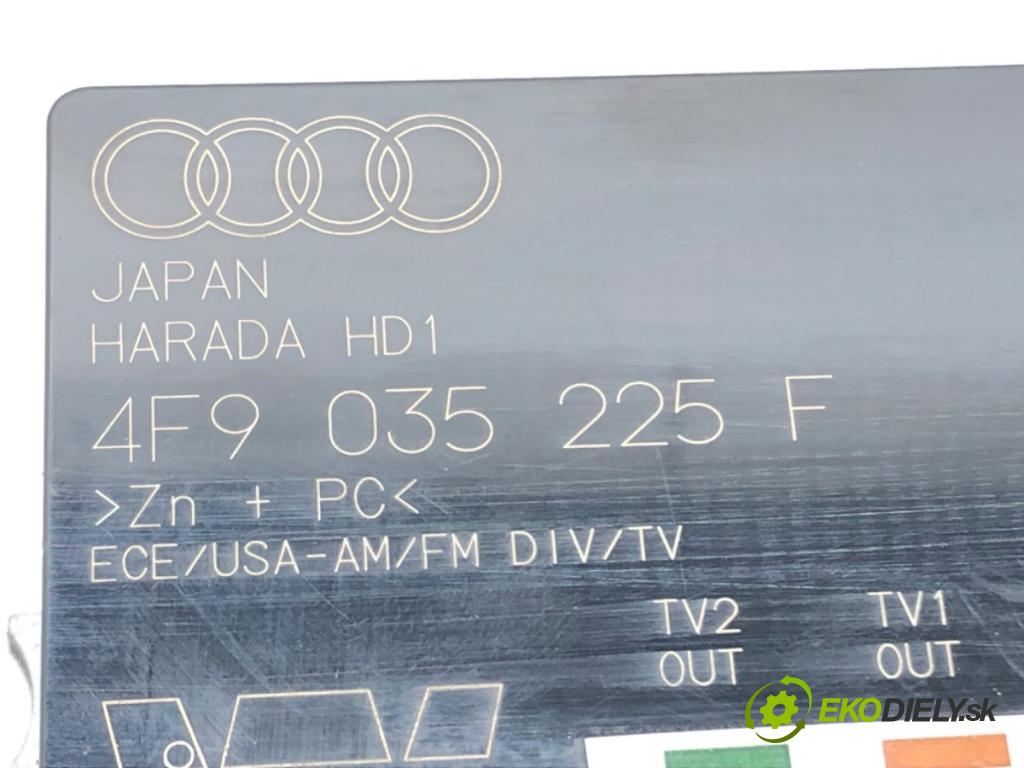 JAPAN
HARADA HD1
4F9 035 225 F
>Zn + PC<
ECE/USA-AM/FM DIV/TV
TV2 TV1
OUT OUT
EKODIELY.sk